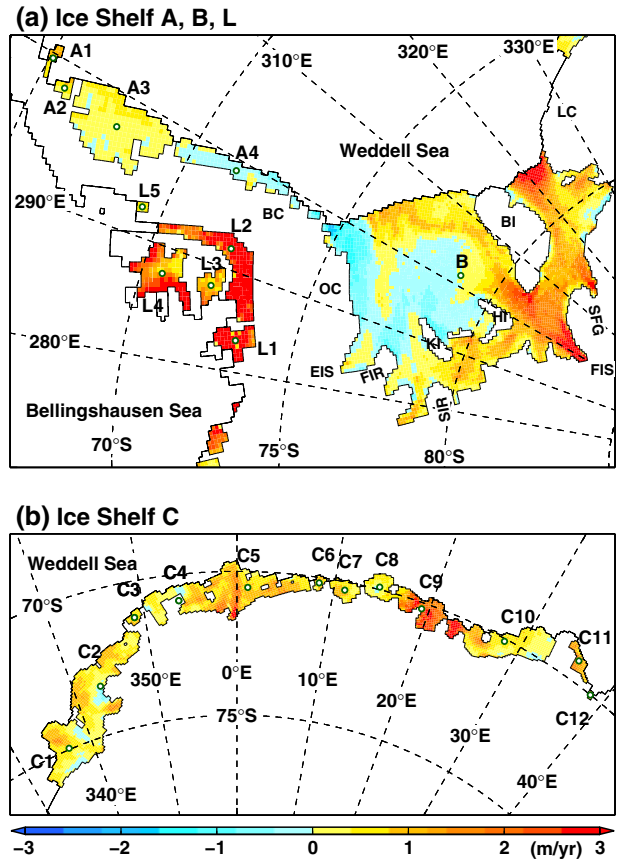 (a) Ice Shelf A, B, L
A1
310°E
320°E
330°E
A2
A3
LC
A4
Weddell Sea
290°E
L5
BC
BI
L2
B
L3
OC
L4
HI
SFG
280°E
L1
KI
EIS
FIR
FIS
Bellingshausen Sea
RIS
70°S
75°S
80°S
(b) Ice Shelf C
Weddell Sea
C5
C6
C7
C8
C4
C3
C9
70°S
C10
C2
C11
350°E
0°E
10°E
20°E
75°S
C12
30°E
C1
340°E
40°E
−3 −2 −1 0 1 2 (m/yr) 3